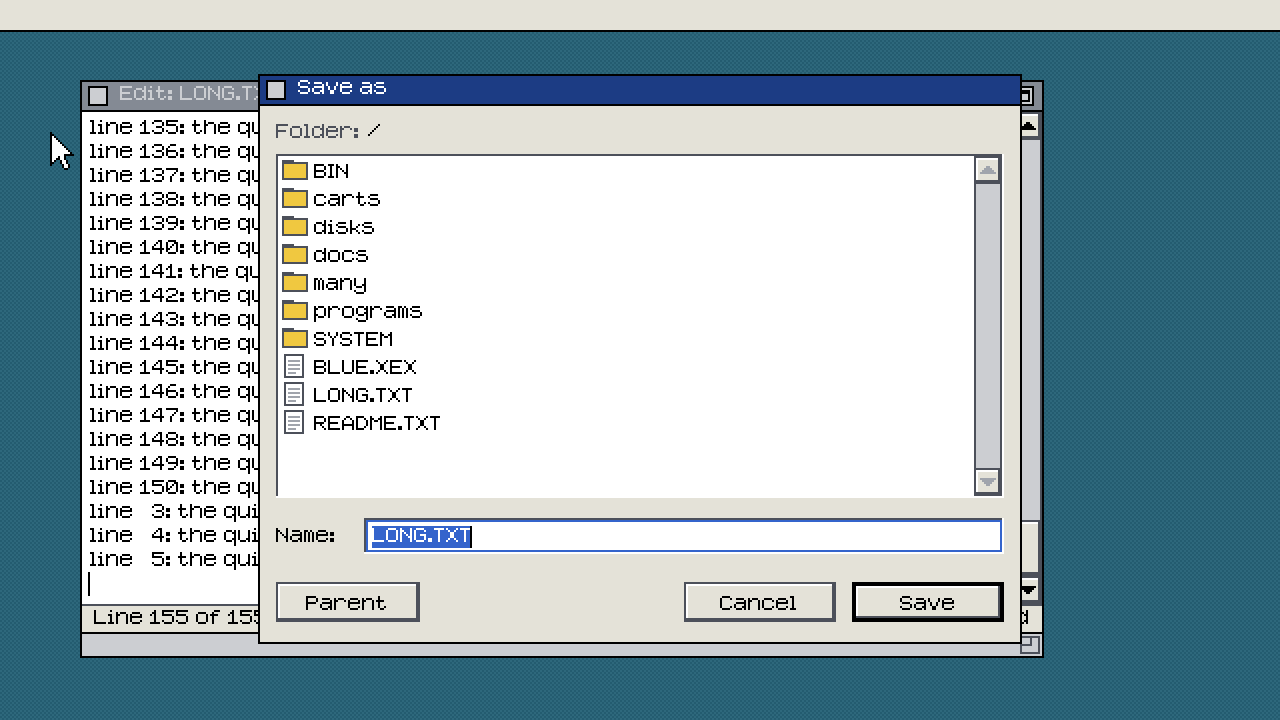 Edit: LONG.T
Save as
line 135: the qu
line 136: the qu
line 137: the qu
line 138: the qu
line 139: the qu
line 140: the qu
line 141: the qu
line 142: the qu
line 143: the qu
line 144: the qu
line 145: the qu
line 146: the qu
line 147: the qu
line 148: the qu
line 149: the qu
line 150: the qu
line   3: the qui
line   4: the qui
line   5: the qui
Line 155 of 155
Folder: /
BIN
carts
disks
docs
many
programs
SYSTEM
BLUE.XEX
LONG.TXT
README.TXT
Name: LONG.TXT
Parent
Cancel
Save